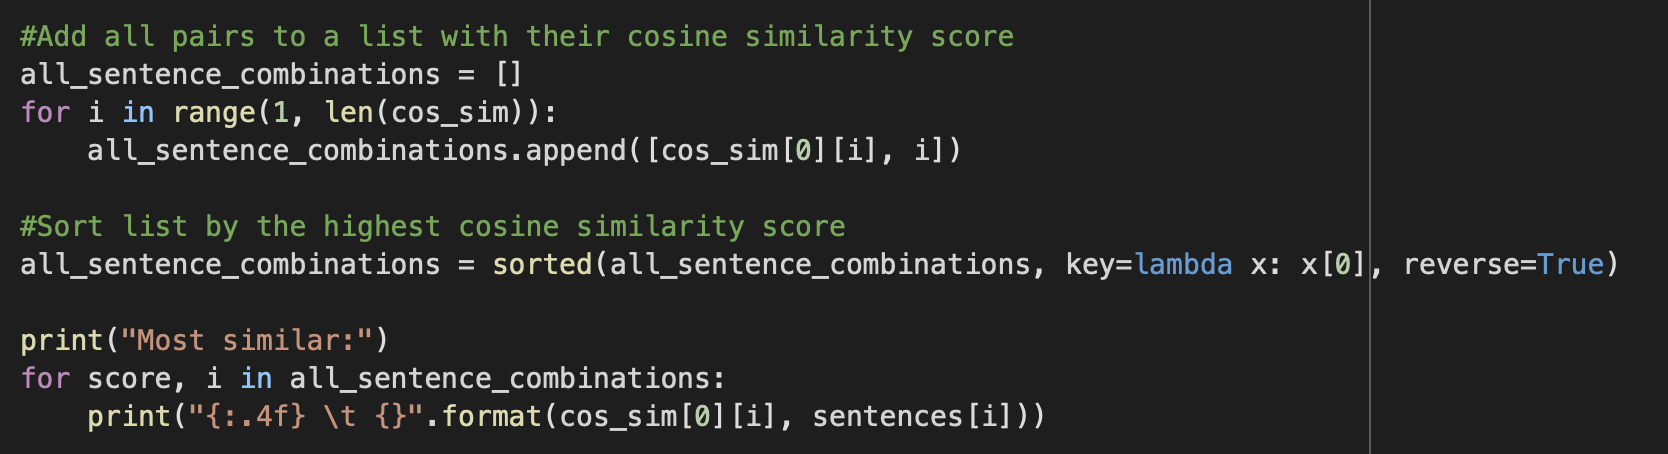 #Add all pairs to a list with their cosine similarity score
all_sentence_combinations = []
for i in range(1, len(cos_sim)):
    all_sentence_combinations.append([cos_sim[0][i], i])

#Sort list by the highest cosine similarity score
all_sentence_combinations = sorted(all_sentence_combinations, key=lambda x: x[0], reverse=True)

print("Most similar:")
for score, i in all_sentence_combinations:
    print("{:.4f} \t {}".format(cos_sim[0][i], sentences[i]))